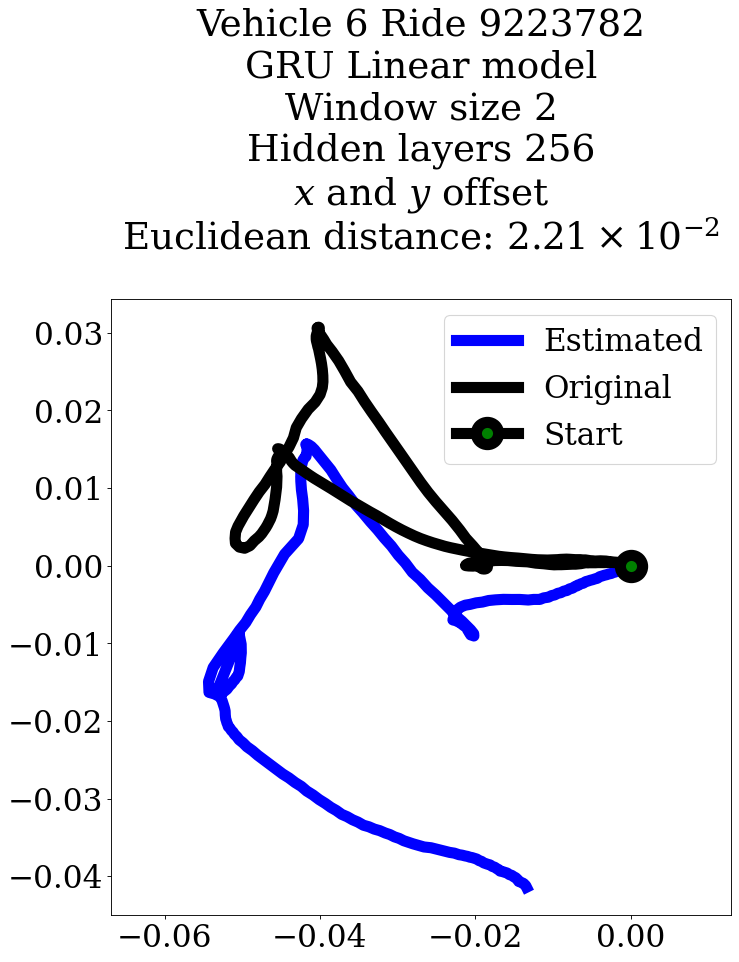 Vehicle 6 Ride 9223782
GRU Linear model
Window size 2
Hidden layers 256
x and y offset
Euclidean distance: 2.21 × 10⁻²
Estimated
Original
Start
0.03
0.02
0.01
0.00
−0.01
−0.02
−0.03
−0.04
−0.06 −0.04 −0.02 0.00